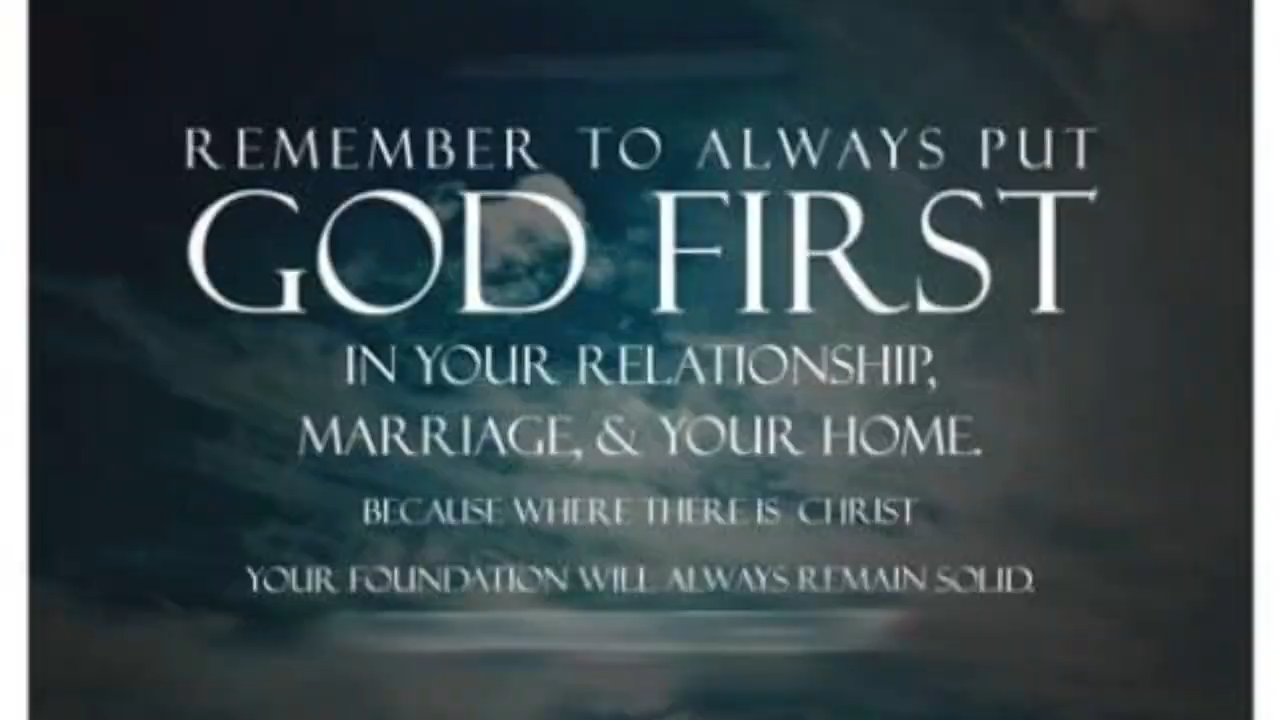 REMEMBER TO ALWAYS PUT
GOD FIRST
IN YOUR RELATIONSHIP,
MARRIAGE, & YOUR HOME.
BECAUSE WHERE THERE IS CHRIST
YOUR FOUNDATION WILL ALWAYS REMAIN SOLID.